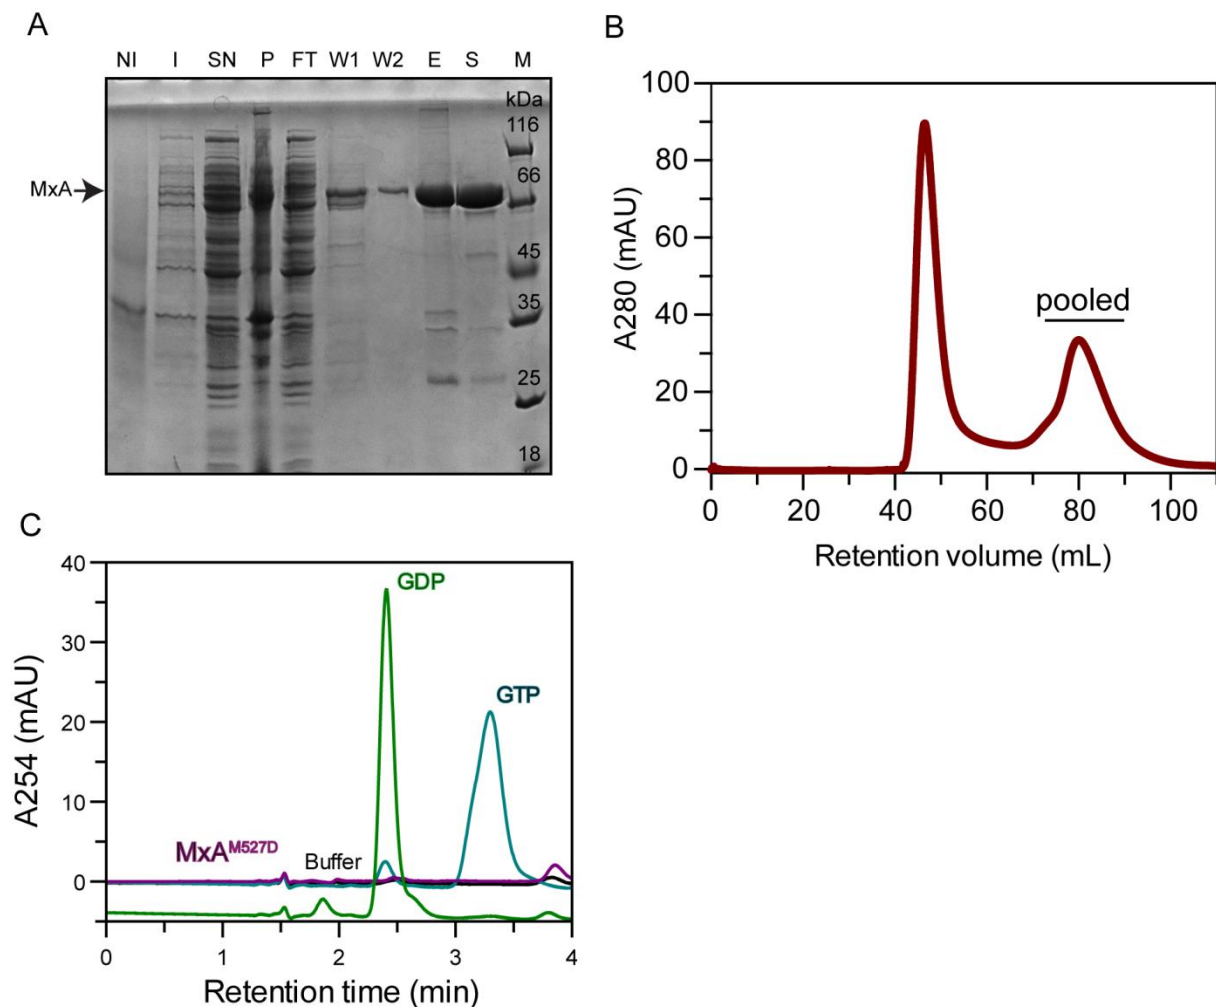 A
NI I SN P FT W1 W2 E S M
kDa
116
66
MxA
45
35
25
18
B
100
80
60
40
20
0
A280 (mAU)
pooled
0 20 40 60 80 100
Retention volume (mL)
C
40
30
20
10
0
A254 (mAU)
GDP
GTP
MxA^M527D
Buffer
0 1 2 3 4
Retention time (min)